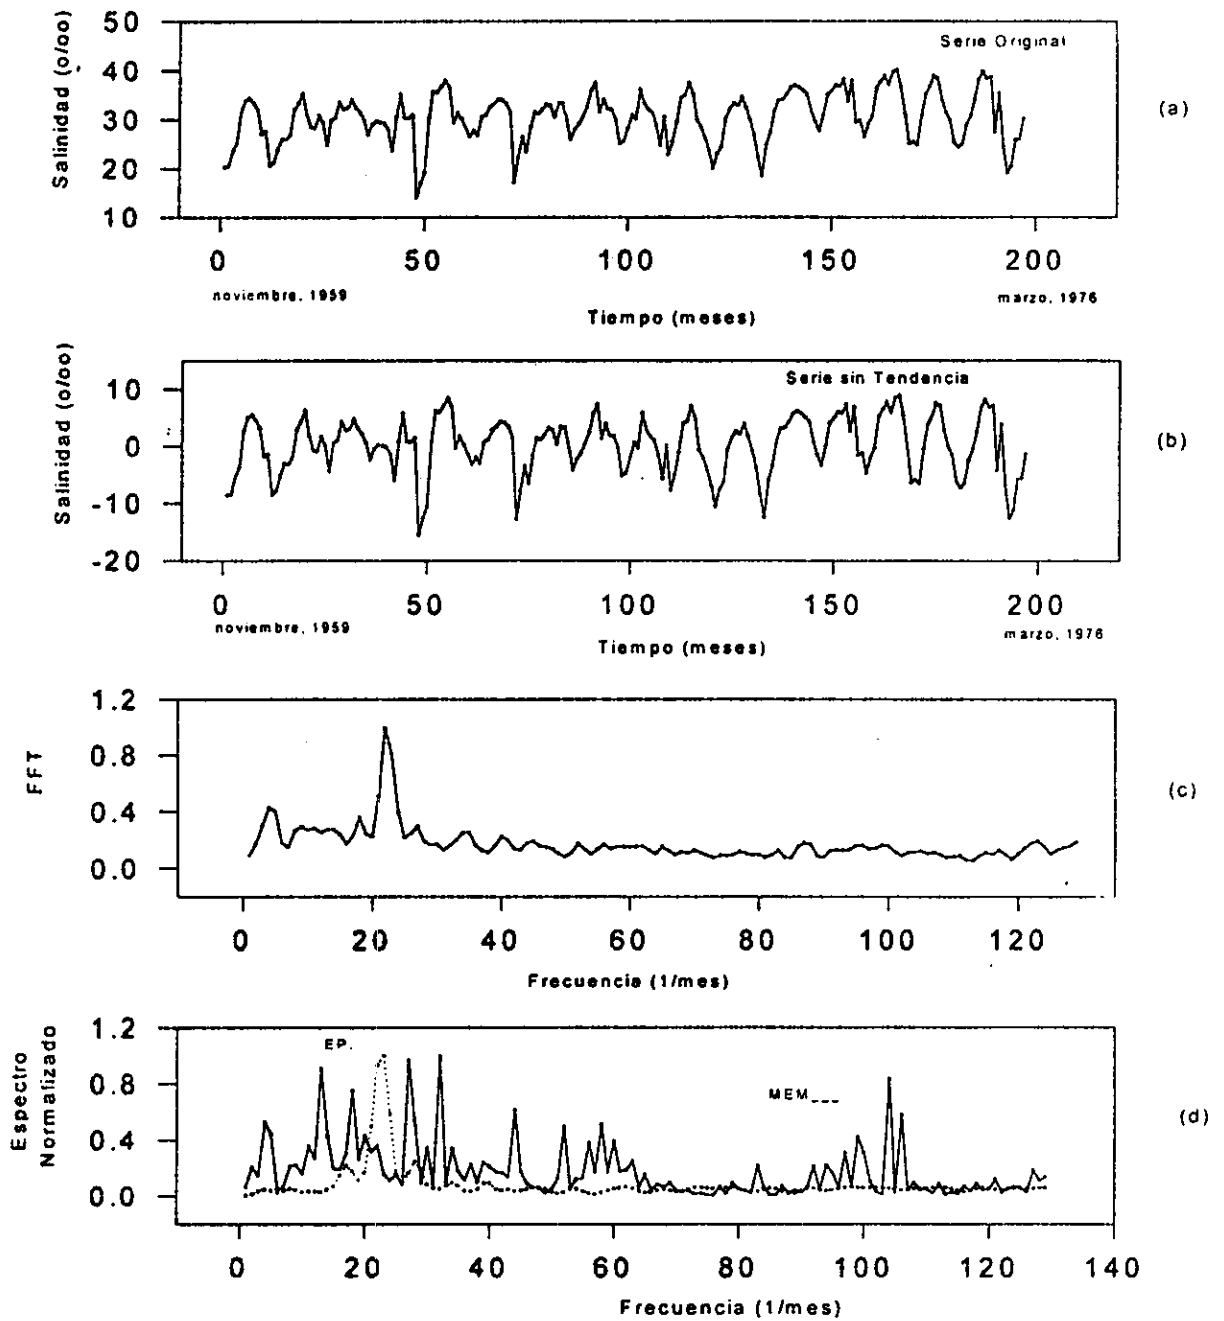 Serie Original
Salinidad (o/oo)
50
40
30
20
10
(a)
0 50 100 150 200
noviembre, 1959
marzo, 1976
Tiempo (meses)
Serie sin Tendencia
Salinidad (o/oo)
10
0
-10
-20
(b)
0 50 100 150 200
noviembre, 1959
marzo, 1976
Tiempo (meses)
FFT
1.2
0.8
0.4
0.0
(c)
0 20 40 60 80 100 120
Frecuencia (1/mes)
Espectro
Normalizado
1.2
0.8
0.4
0.0
EP.
MEM___
(d)
0 20 40 60 80 100 120 140
Frecuencia (1/mes)